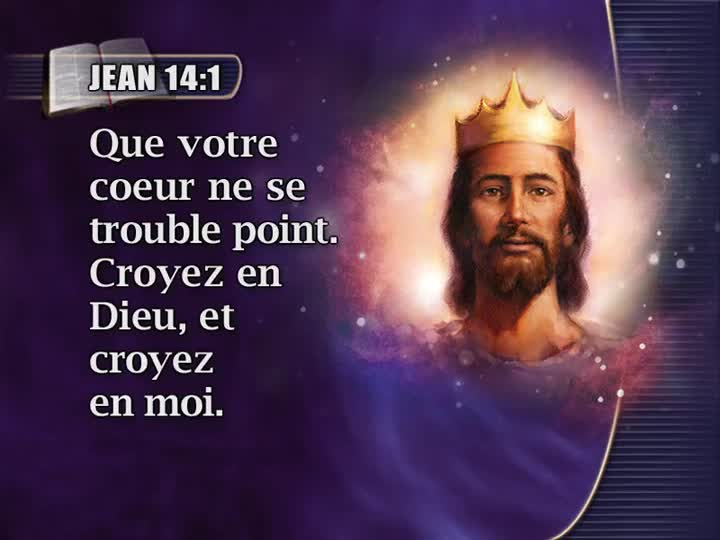 JEAN 14:1
Que votre
coeur ne se
trouble point.
Croyez en
Dieu, et
croyez
en moi.